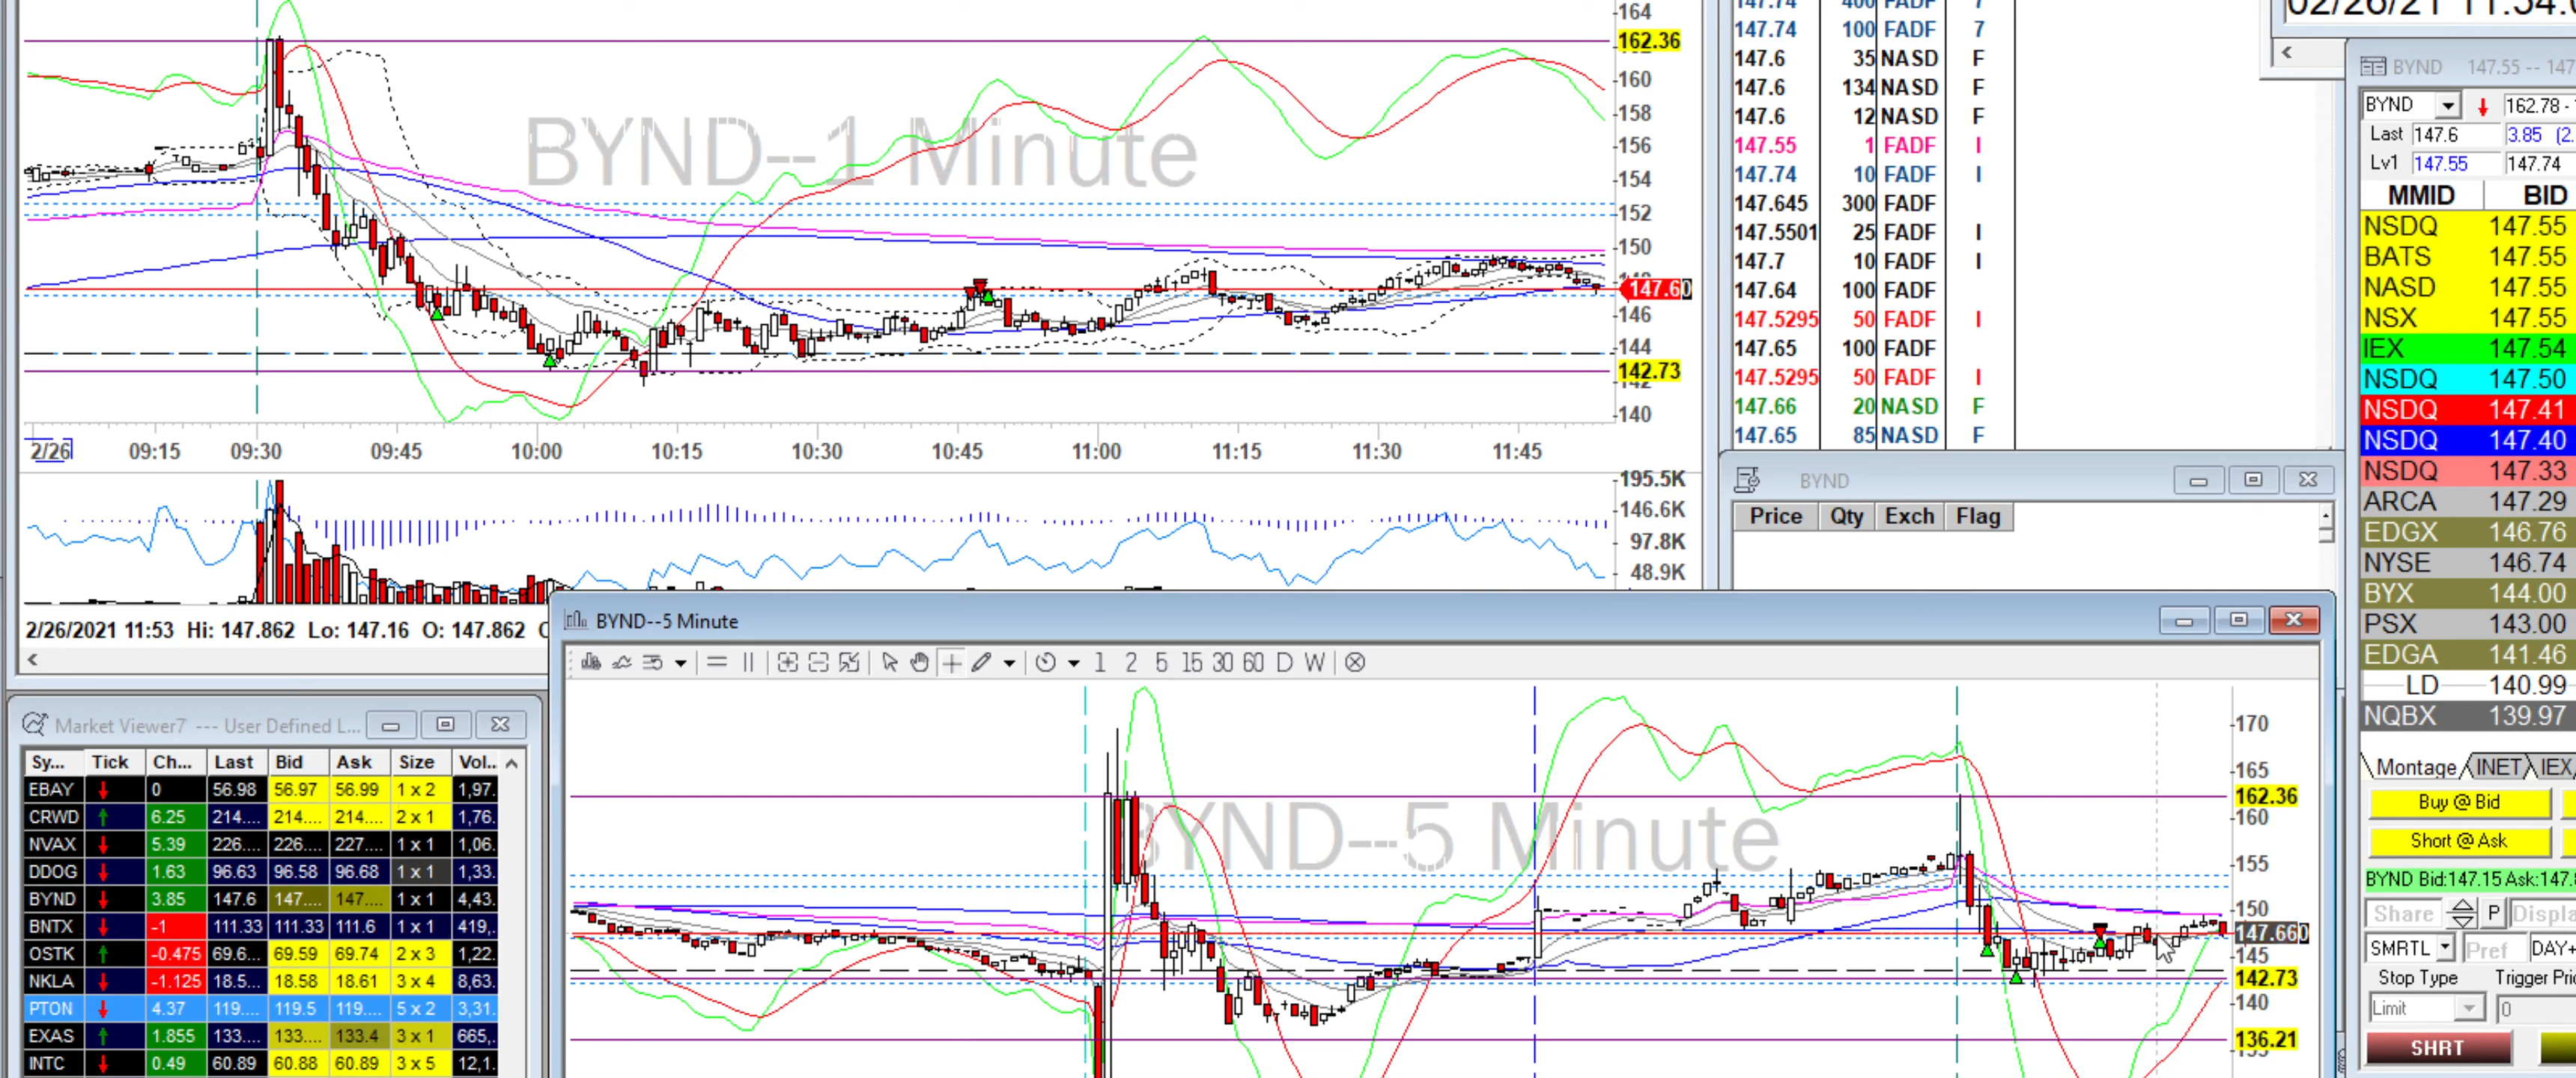 164
162.36
160
158
156
154
152
150
147.60
146
144
142.73
140
BYND--1 Minute
2/26 09:15 09:30 09:45 10:00 10:15 10:30 10:45 11:00 11:15 11:30 11:45
195.5K
146.6K
97.8K
48.9K
2/26/2021 11:53 Hi: 147.862 Lo: 147.16 O: 147.862
147.74 400 FADF 7
147.74 100 FADF 7
147.6 35 NASD F
147.6 134 NASD F
147.6 12 NASD F
147.55 1 FADF I
147.74 10 FADF I
147.645 300 FADF
147.5501 25 FADF I
147.7 10 FADF I
147.64 100 FADF
147.5295 50 FADF I
147.65 100 FADF
147.5295 50 FADF I
147.66 20 NASD F
147.65 85 NASD F
BYND
Price Qty Exch Flag
02/26/21 11:54:
BYND 147.55 -- 147
BYND 162.78 -
Last 147.6 3.85 (2.
Lv1 147.55 147.74
MMID BID
NSDQ 147.55
BATS 147.55
NASD 147.55
NSX 147.55
IEX 147.54
NSDQ 147.50
NSDQ 147.41
NSDQ 147.40
NSDQ 147.33
ARCA 147.29
EDGX 146.76
NYSE 146.74
BYX 144.00
PSX 143.00
EDGA 141.46
LD 140.99
NQBX 139.97
Montage INET IEX
Buy @ Bid
Short @ Ask
BYND Bid:147.15 Ask:147.
Share P Displa
SMRTL Pref DAY+
Stop Type Trigger Pri
Limit 0
SHRT
Market Viewer7 --- User Defined L...
Sy... Tick Ch... Last Bid Ask Size Vol..
EBAY 0 56.98 56.97 56.99 1 x 2 1,97.
CRWD 6.25 214.... 214.... 214.... 2 x 1 1,76.
NVAX 5.39 226.... 226.... 227.... 1 x 1 1,06.
DDOG 1.63 96.63 96.58 96.68 1 x 1 1,33.
BYND 3.85 147.6 147.... 147.... 1 x 1 4,43.
BNTX -1 111.33 111.33 111.6 1 x 1 419,.
OSTK -0.475 69.6... 69.59 69.74 2 x 3 1,22.
NKLA -1.125 18.5... 18.58 18.61 3 x 4 8,63.
PTON 4.37 119.... 119.5 119.... 5 x 2 3,31.
EXAS 1.855 133.... 133.... 133.4 3 x 1 665,.
INTC 0.49 60.89 60.88 60.89 3 x 5 12,1.
BYND--5 Minute
1 2 5 15 30 60 D W
BYND--5 Minute
170
165
162.36
160
155
150
147.660
145
142.73
140
136.21